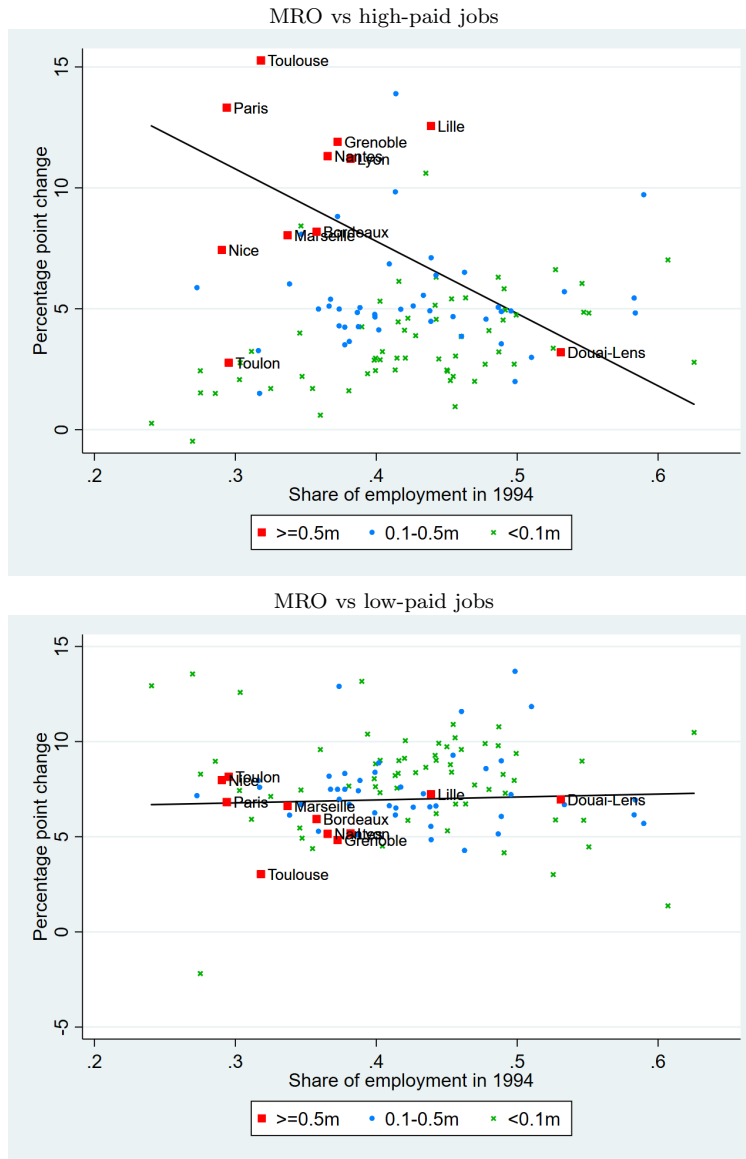 MRO vs high-paid jobs
Percentage point change
15
10
5
0
Toulouse
Paris
Lille
Grenoble
Nantes
Lyon
Bordeaux
Marseille
Nice
Toulon
Douai-Lens
.2 .3 .4 .5 .6
Share of employment in 1994
>=0.5m 0.1-0.5m <0.1m
MRO vs low-paid jobs
Percentage point change
15
10
5
0
-5
Toulon
Nice
Paris
Marseille
Lille
Douai-Lens
Bordeaux
Nantes
Lyon
Grenoble
Toulouse
.2 .3 .4 .5 .6
Share of employment in 1994
>=0.5m 0.1-0.5m <0.1m